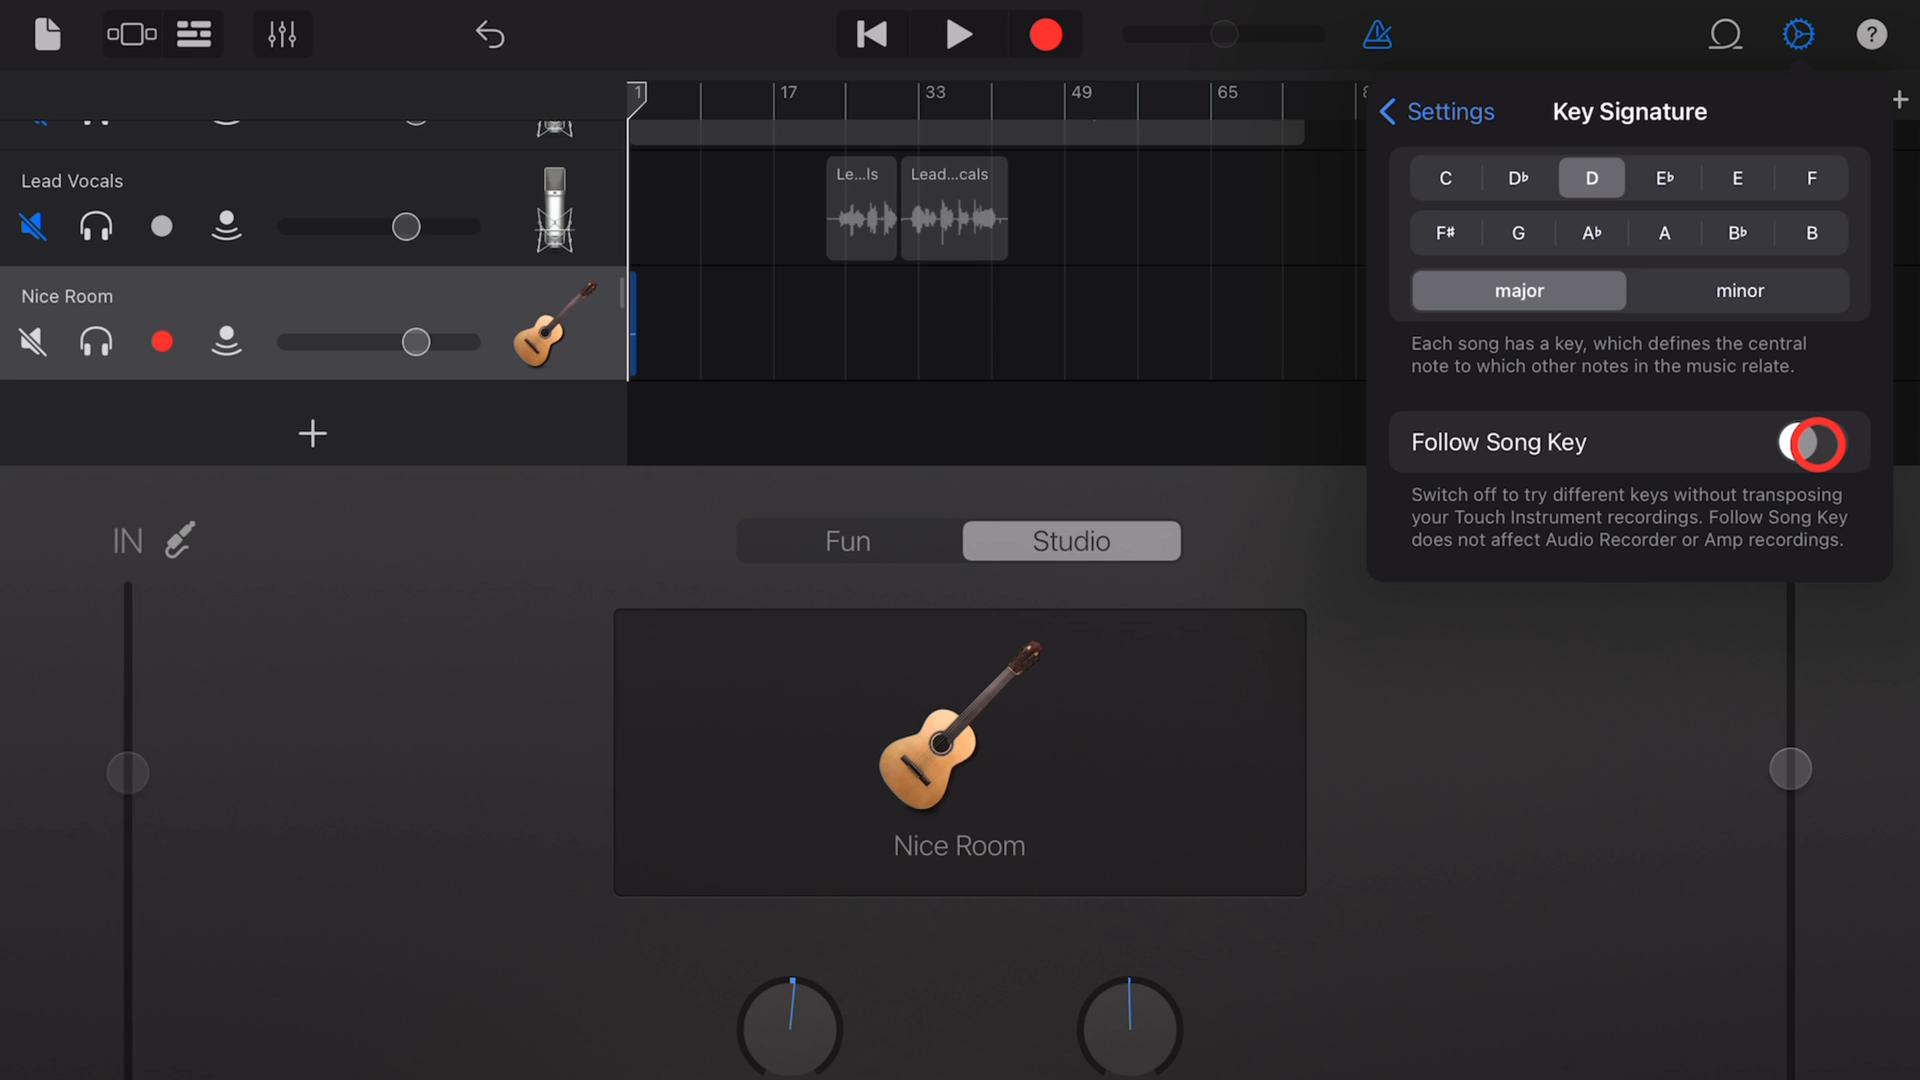 ?
1
17
33
49
65
Settings
Key Signature
C
D♭
D
E♭
E
F
F#
G
A♭
A
B♭
B
major
minor
Each song has a key, which defines the central
note to which other notes in the music relate.
Follow Song Key
Switch off to try different keys without transposing
your Touch Instrument recordings. Follow Song Key
does not affect Audio Recorder or Amp recordings.
Lead Vocals
Le...ls
Lead...cals
Nice Room
IN
Fun
Studio
Nice Room